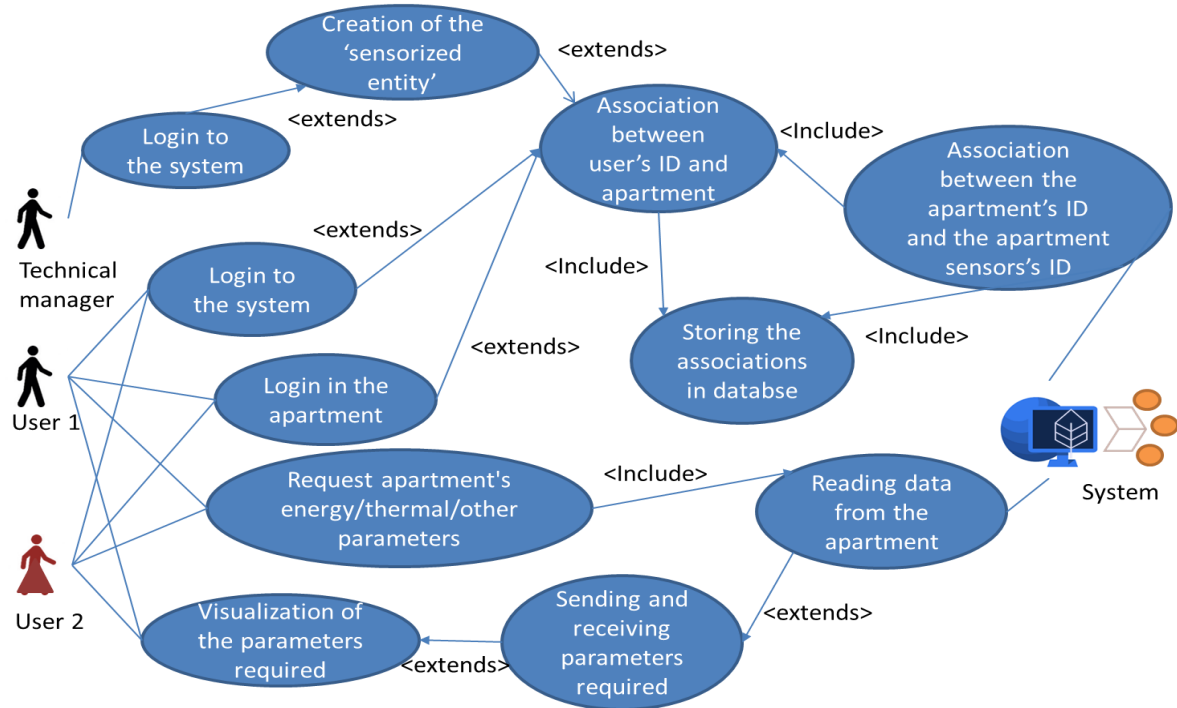 Creation of the
‘sensorized
entity’
<extends>
<extends>
Login to
the system
Association
between
user’s ID and
apartment
<Include>
Association
between the
apartment’s ID
and the apartment
sensors’s ID
Technical
manager
<extends>
Login to
the system
<Include>
<extends>
Storing the
associations
in databse
<Include>
User 1
Login in the
apartment
Request apartment's
energy/thermal/other
parameters
<Include>
Reading data
from the
apartment
System
User 2
Visualization of
the parameters
required
<extends>
Sending and
receiving
parameters
required
<extends>